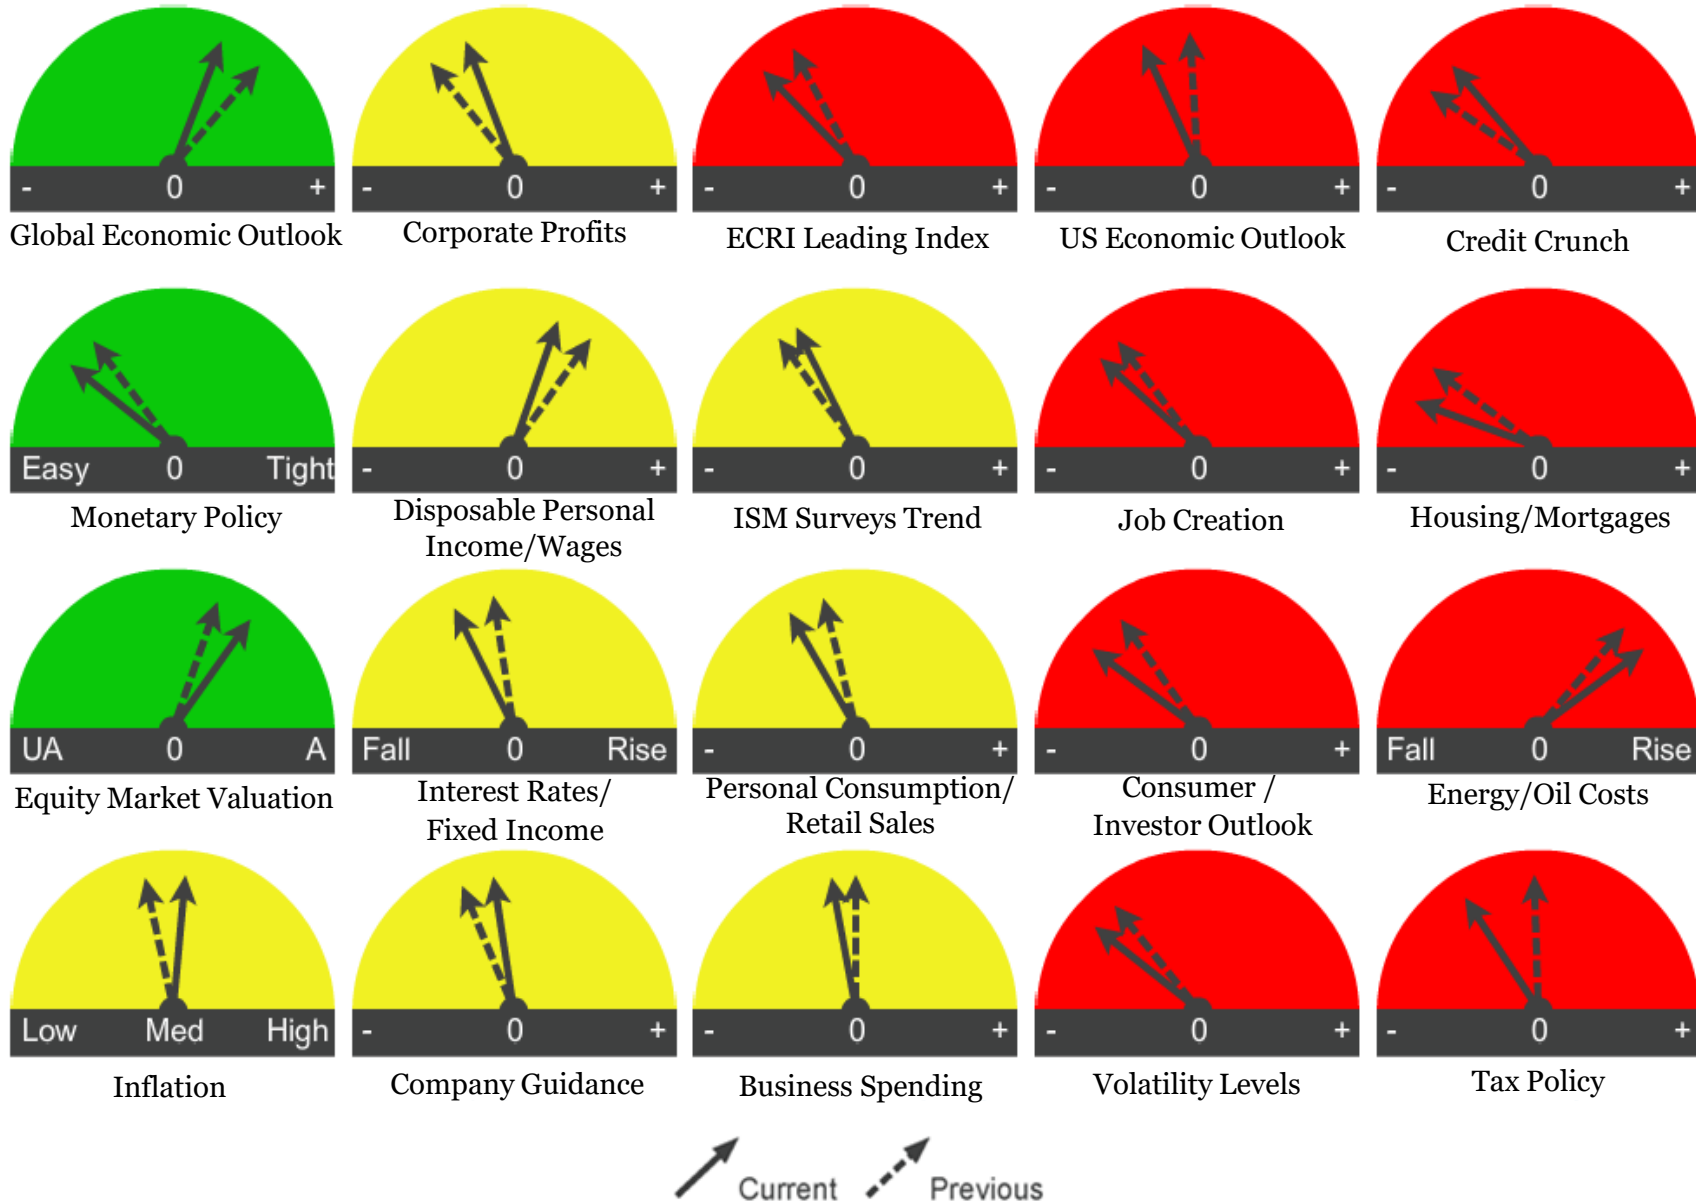 - 0 +
- 0 +
- 0 +
- 0 +
- 0 +
Global Economic Outlook
Corporate Profits
ECRI Leading Index
US Economic Outlook
Credit Crunch
Easy 0 Tight
- 0 +
- 0 +
- 0 +
- 0 +
Monetary Policy
Disposable Personal
Income/Wages
ISM Surveys Trend
Job Creation
Housing/Mortgages
UA 0 A
Fall 0 Rise
- 0 +
- 0 +
Fall 0 Rise
Equity Market Valuation
Interest Rates/
Fixed Income
Personal Consumption/
Retail Sales
Consumer /
Investor Outlook
Energy/Oil Costs
Low Med High
- 0 +
- 0 +
- 0 +
- 0 +
Inflation
Company Guidance
Business Spending
Volatility Levels
Tax Policy
Current Previous